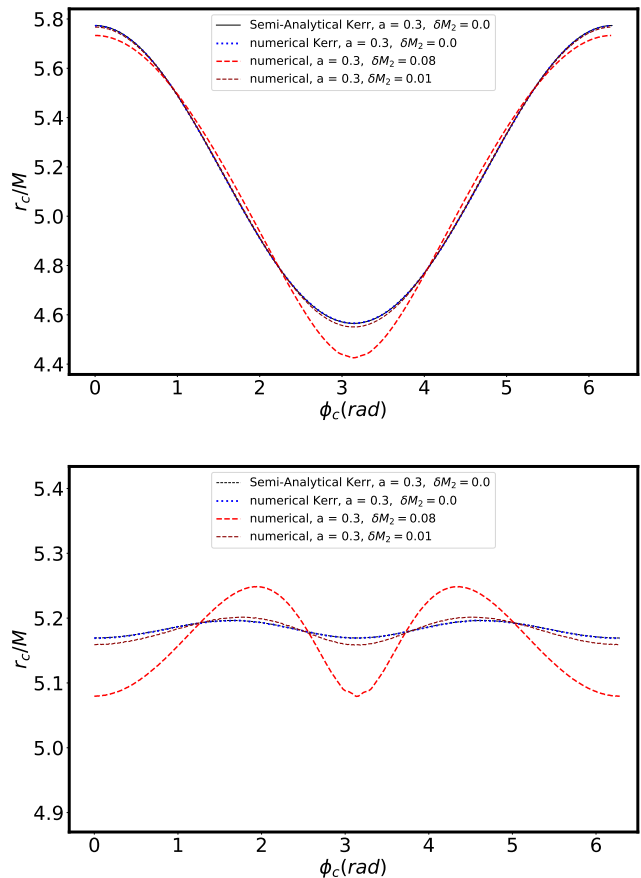 5.8
5.6
5.4
5.2
5.0
4.8
4.6
4.4
r_c/M
Semi-Analytical Kerr, a = 0.3, δM₂ = 0.0
numerical Kerr, a = 0.3, δM₂ = 0.0
numerical, a = 0.3, δM₂ = 0.08
numerical, a = 0.3, δM₂ = 0.01
0 1 2 3 4 5 6
ϕ_c(rad)
5.4
5.3
5.2
5.1
5.0
4.9
r_c/M
Semi-Analytical Kerr, a = 0.3, δM₂ = 0.0
numerical Kerr, a = 0.3, δM₂ = 0.0
numerical, a = 0.3, δM₂ = 0.08
numerical, a = 0.3, δM₂ = 0.01
0 1 2 3 4 5 6
ϕ_c(rad)